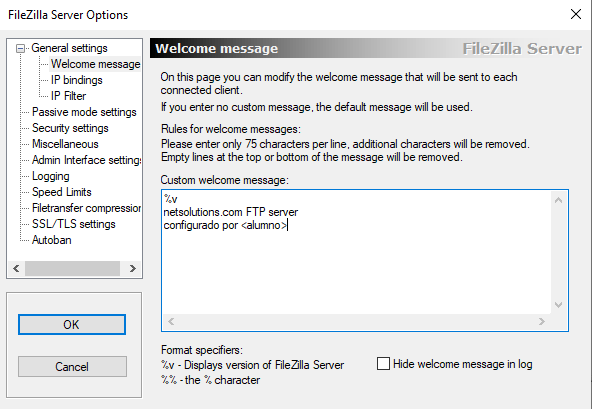 FileZilla Server Options
General settings
Welcome message
IP bindings
IP Filter
Passive mode settings
Security settings
Miscellaneous
Admin Interface settings
Logging
Speed Limits
Filetransfer compression
SSL/TLS settings
Autoban
OK
Cancel
Welcome message
FileZilla Server
On this page you can modify the welcome message that will be sent to each
connected client.
If you enter no custom message, the default message will be used.
Rules for welcome messages:
Please enter only 75 characters per line, additional characters will be removed.
Empty lines at the top or bottom of the message will be removed.
Custom welcome message:
%v
netsolutions.com FTP server
configurado por <alumno>
Format specifiers:
%v - Displays version of FileZilla Server
%% - the % character
Hide welcome message in log